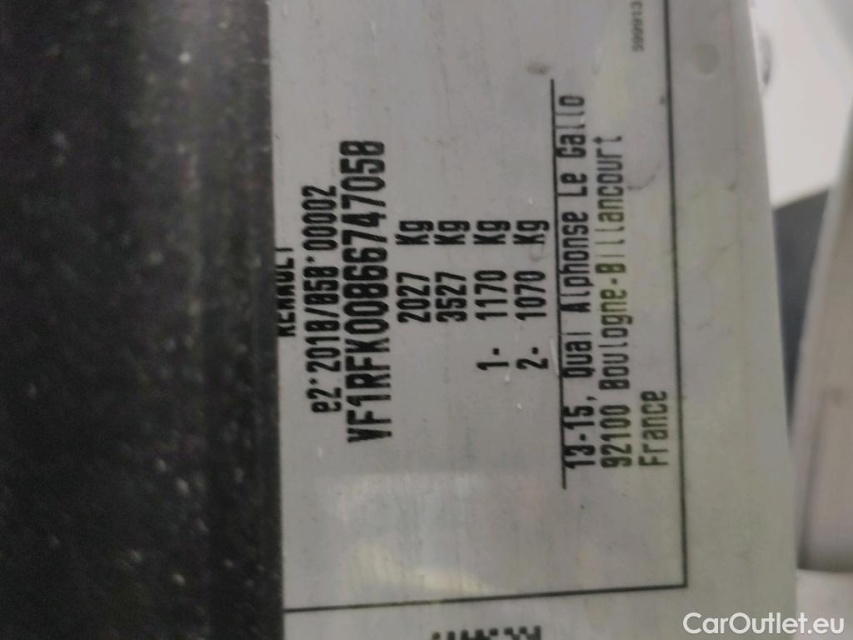 RENAULT
e2*2018/858*00002
VF1RFK00866747058
2027 Kg
3527 Kg
1- 1170 Kg
2- 1070 Kg
13-15, Quai Alphonse Le Gallo
92100 Boulogne-Billancourt
France
CarOutlet.eu